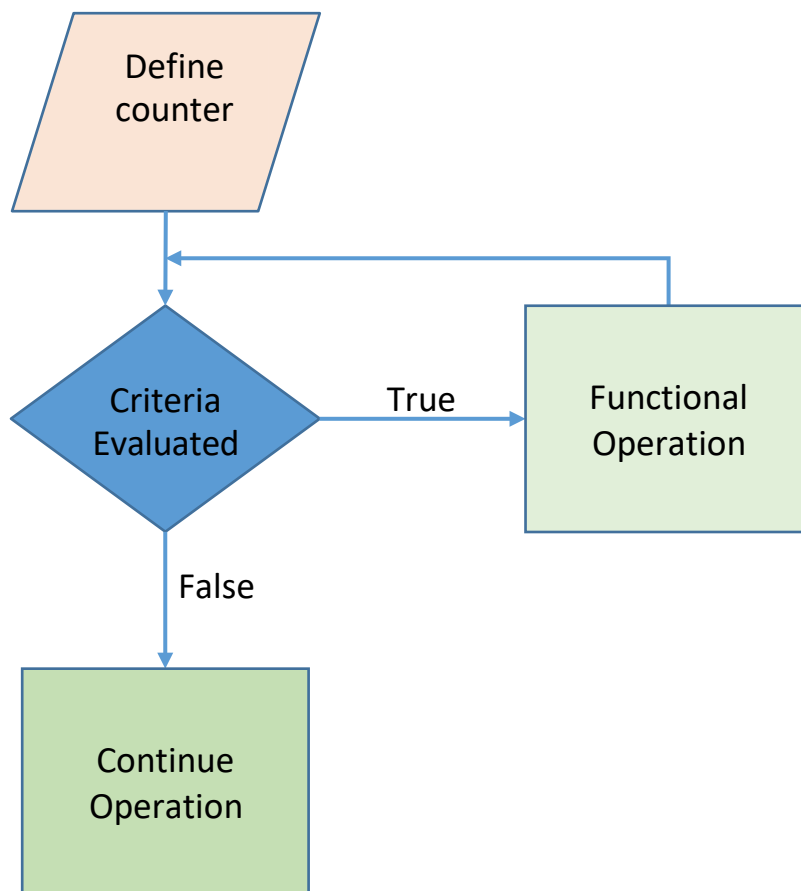 Define
counter
Criteria
Evaluated
True
Functional
Operation
False
Continue
Operation